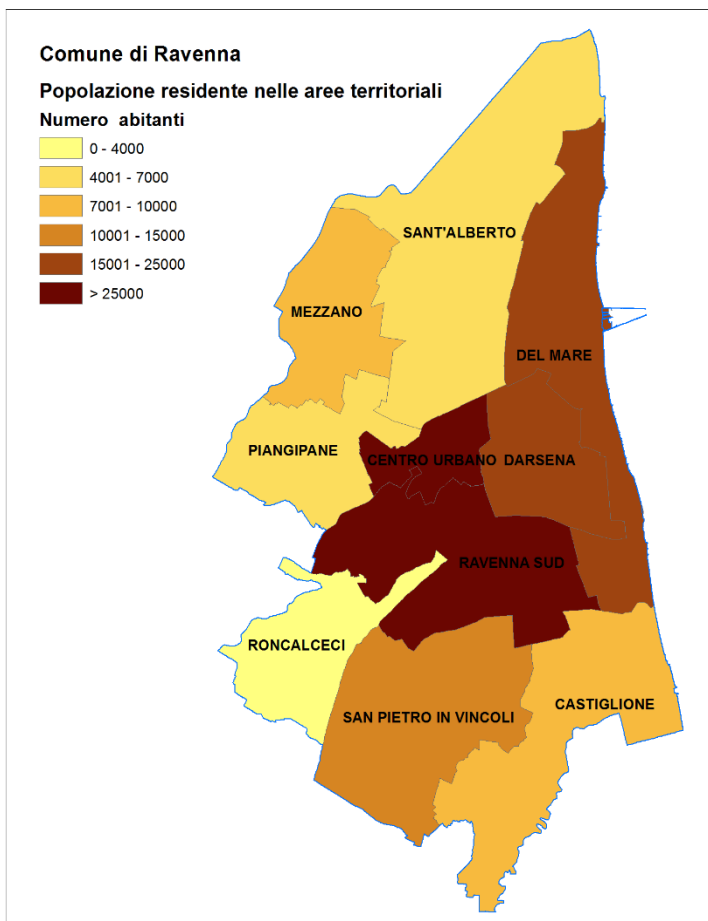 Comune di Ravenna
Popolazione residente nelle aree territoriali
Numero abitanti
0 - 4000
4001 - 7000
7001 - 10000
10001 - 15000
15001 - 25000
> 25000
SANT'ALBERTO
MEZZANO
DEL MARE
PIANGIPANE
CENTRO URBANO
DARSENA
RAVENNA SUD
RONCALCECI
CASTIGLIONE
SAN PIETRO IN VINCOLI